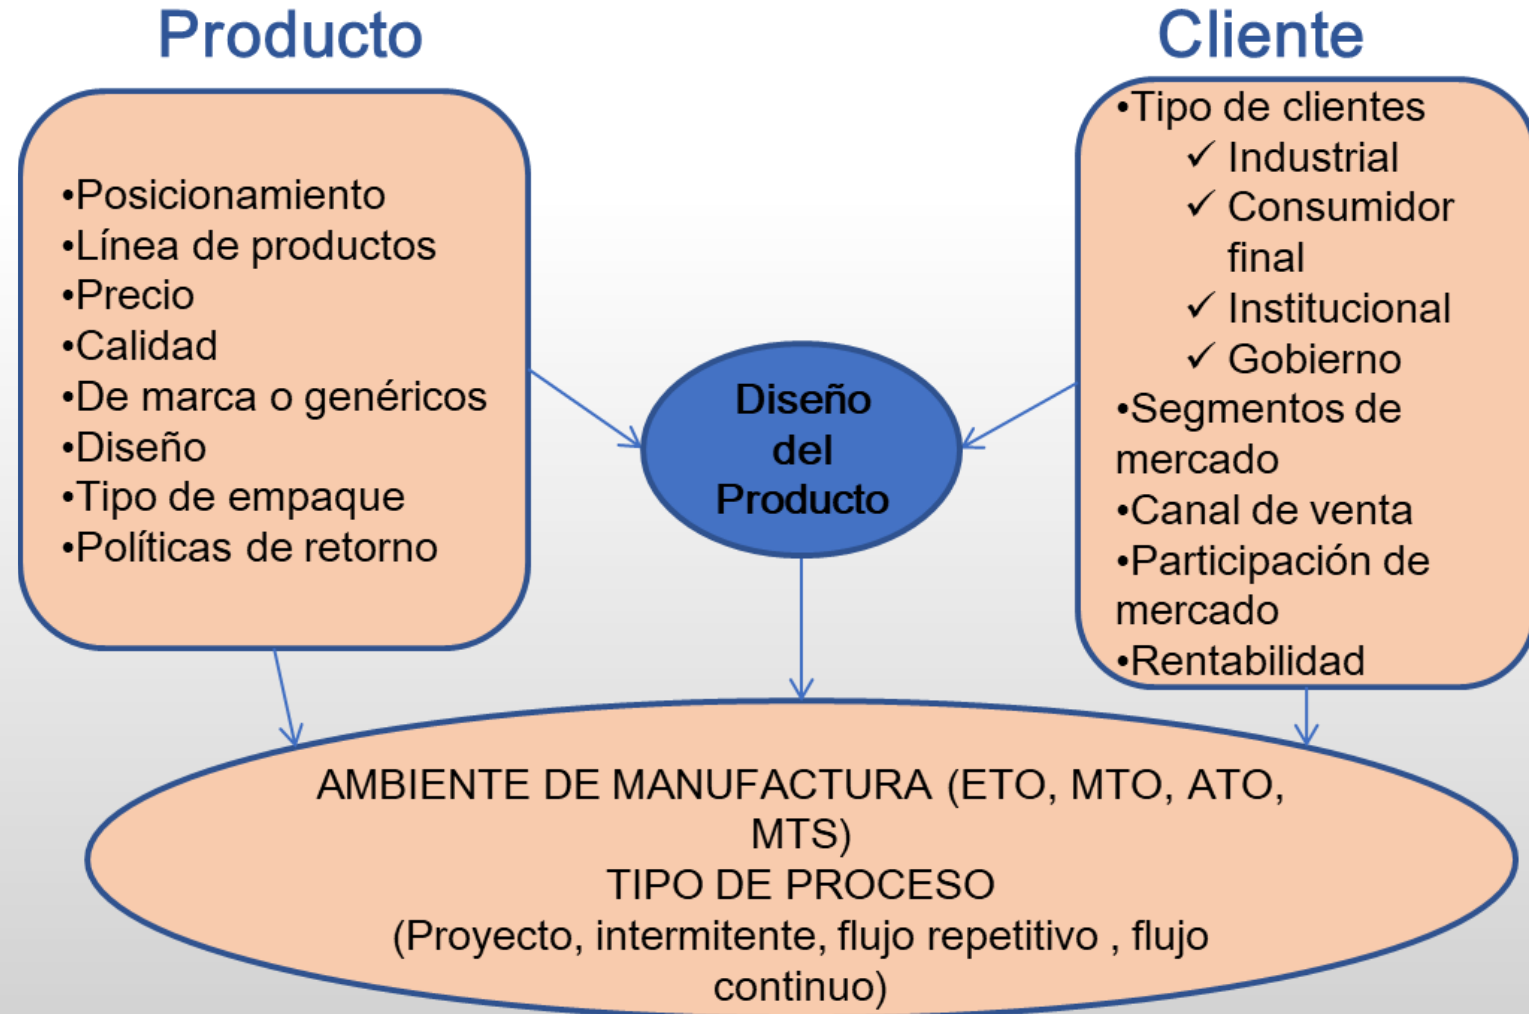 Producto
•Posicionamiento
•Línea de productos
•Precio
•Calidad
•De marca o genéricos
•Diseño
•Tipo de empaque
•Políticas de retorno
Diseño
del
Producto
Cliente
•Tipo de clientes
✓ Industrial
✓ Consumidor
final
✓ Institucional
✓ Gobierno
•Segmentos de
mercado
•Canal de venta
•Participación de
mercado
•Rentabilidad
AMBIENTE DE MANUFACTURA (ETO, MTO, ATO,
MTS)
TIPO DE PROCESO
(Proyecto, intermitente, flujo repetitivo , flujo
continuo)